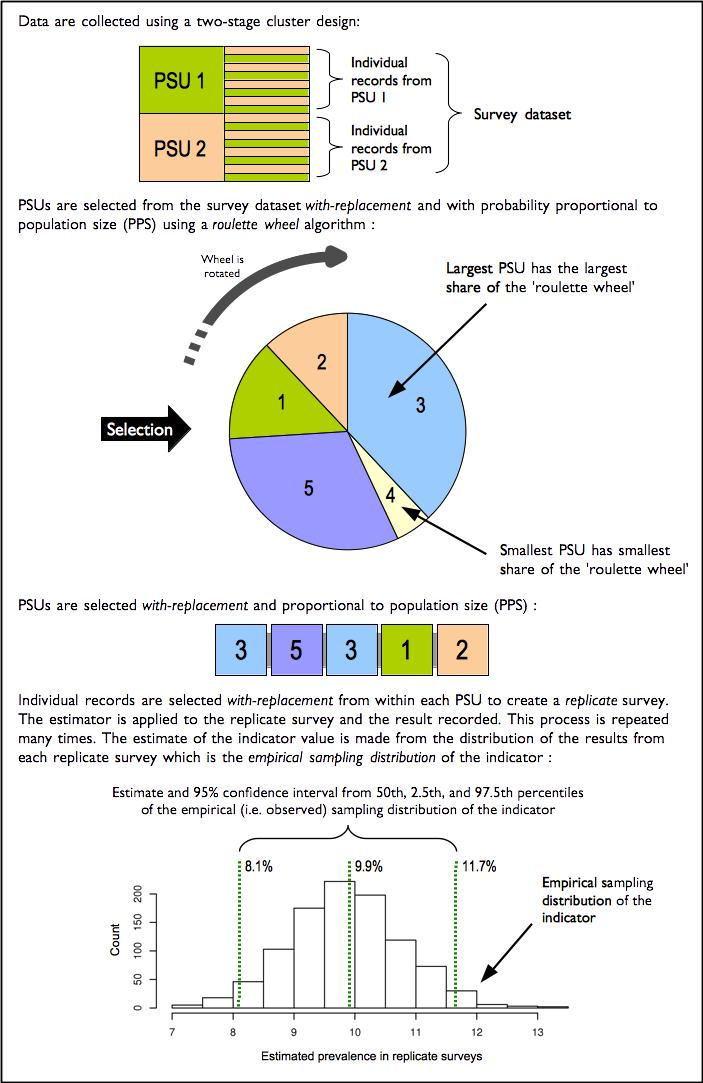 Data are collected using a two-stage cluster design:
PSU 1
Individual
records from
PSU 1
PSU 2
Individual
records from
PSU 2
Survey dataset
PSUs are selected from the survey dataset with-replacement and with probability proportional to
population size (PPS) using a roulette wheel algorithm :
Wheel is
rotated
Largest PSU has the largest
share of the 'roulette wheel'
2
3
1
Selection
5
4
Smallest PSU has smallest
share of the 'roulette wheel'
PSUs are selected with-replacement and proportional to population size (PPS) :
3 5 3 1 2
Individual records are selected with-replacement from within each PSU to create a replicate survey.
The estimator is applied to the replicate survey and the result recorded. This process is repeated
many times. The estimate of the indicator value is made from the distribution of the results from
each replicate survey which is the empirical sampling distribution of the indicator :
Estimate and 95% confidence interval from 50th, 2.5th, and 97.5th percentiles
of the empirical (i.e. observed) sampling distribution of the indicator
8.1% 9.9% 11.7%
Empirical sampling
distribution of the
indicator
Count
200
150
100
50
0
7 8 9 10 11 12 13
Estimated prevalence in replicate surveys